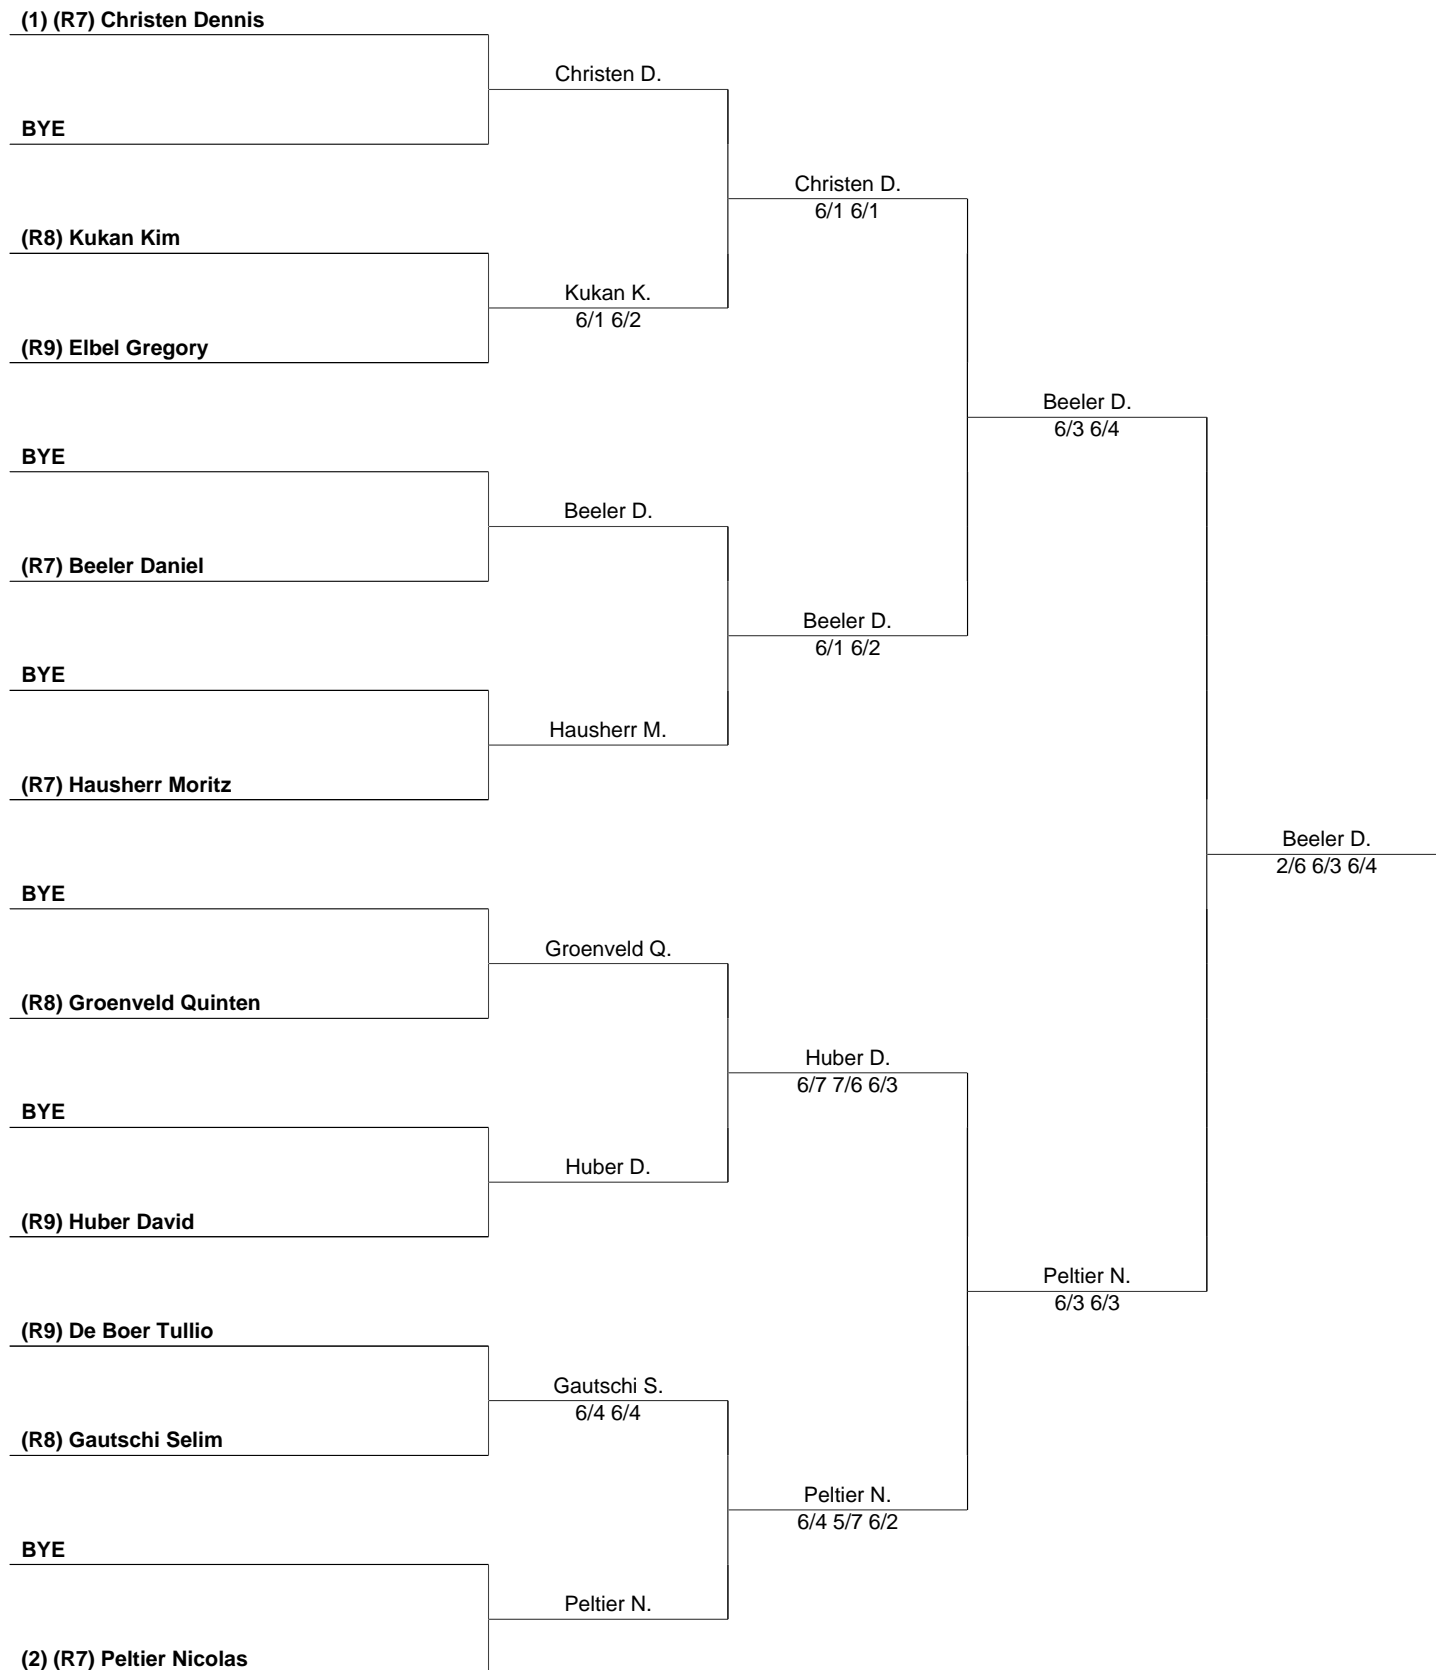 (1) (R7) Christen Dennis
Christen D.
BYE
Christen D.
6/1 6/1
(R8) Kukan Kim
Kukan K.
6/1 6/2
(R9) Elbel Gregory
Beeler D.
6/3 6/4
BYE
Beeler D.
(R7) Beeler Daniel
Beeler D.
6/1 6/2
BYE
Hausherr M.
(R7) Hausherr Moritz
Beeler D.
2/6 6/3 6/4
BYE
Groenveld Q.
(R8) Groenveld Quinten
Huber D.
6/7 7/6 6/3
BYE
Huber D.
(R9) Huber David
Peltier N.
6/3 6/3
(R9) De Boer Tullio
Gautschi S.
6/4 6/4
(R8) Gautschi Selim
Peltier N.
6/4 5/7 6/2
BYE
Peltier N.
(2) (R7) Peltier Nicolas